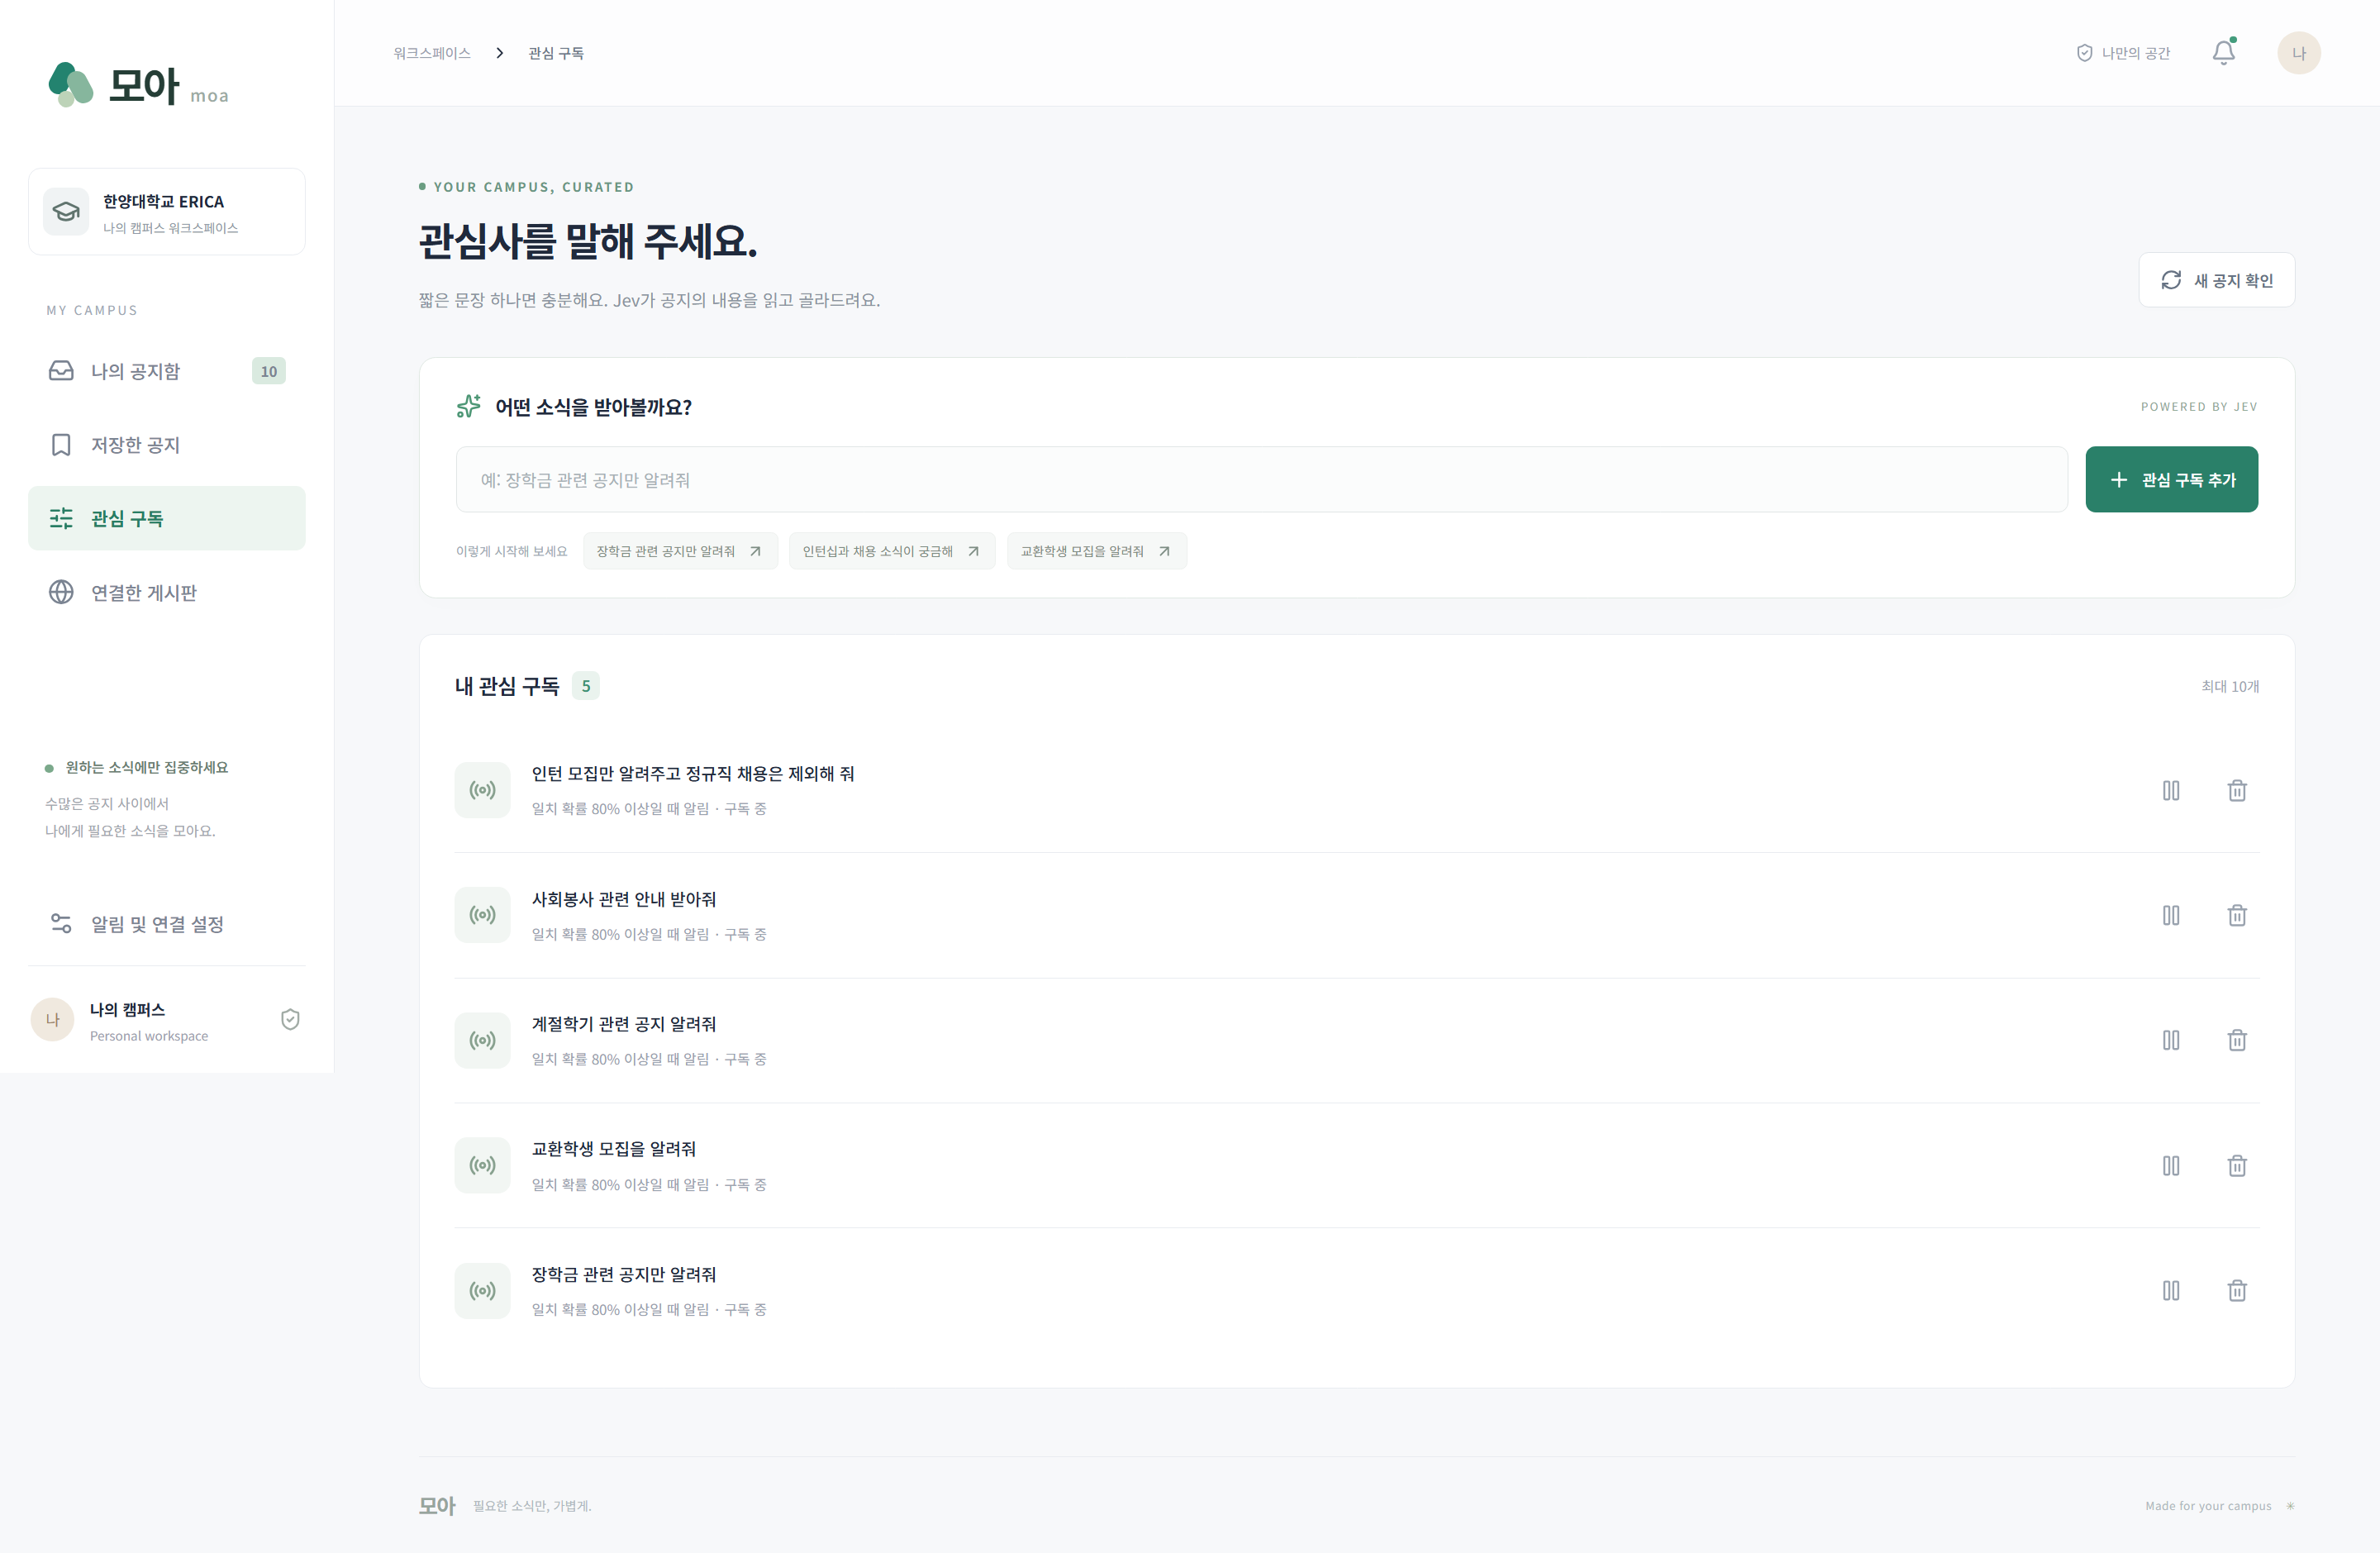 모아 moa
한양대학교 ERICA
나의 캠퍼스 워크스페이스
MY CAMPUS
나의 공지함 10
저장한 공지
관심 구독
연결한 게시판
원하는 소식에만 집중하세요
수많은 공지 사이에서
나에게 필요한 소식을 모아요.
알림 및 연결 설정
나 나의 캠퍼스
Personal workspace
워크스페이스 관심 구독
나만의 공간 나
YOUR CAMPUS, CURATED
관심사를 말해 주세요.
짧은 문장 하나면 충분해요. Jev가 공지의 내용을 읽고 골라드려요.
새 공지 확인
어떤 소식을 받아볼까요?
POWERED BY JEV
예: 장학금 관련 공지만 알려줘
관심 구독 추가
이렇게 시작해 보세요 장학금 관련 공지만 알려줘 인턴십과 채용 소식이 궁금해 교환학생 모집을 알려줘
내 관심 구독 5
최대 10개
인턴 모집만 알려주고 정규직 채용은 제외해 줘
일치 확률 80% 이상일 때 알림 · 구독 중
사회봉사 관련 안내 받아줘
일치 확률 80% 이상일 때 알림 · 구독 중
계절학기 관련 공지 알려줘
일치 확률 80% 이상일 때 알림 · 구독 중
교환학생 모집을 알려줘
일치 확률 80% 이상일 때 알림 · 구독 중
장학금 관련 공지만 알려줘
일치 확률 80% 이상일 때 알림 · 구독 중
모아 필요한 소식만, 가볍게.
Made for your campus ✳